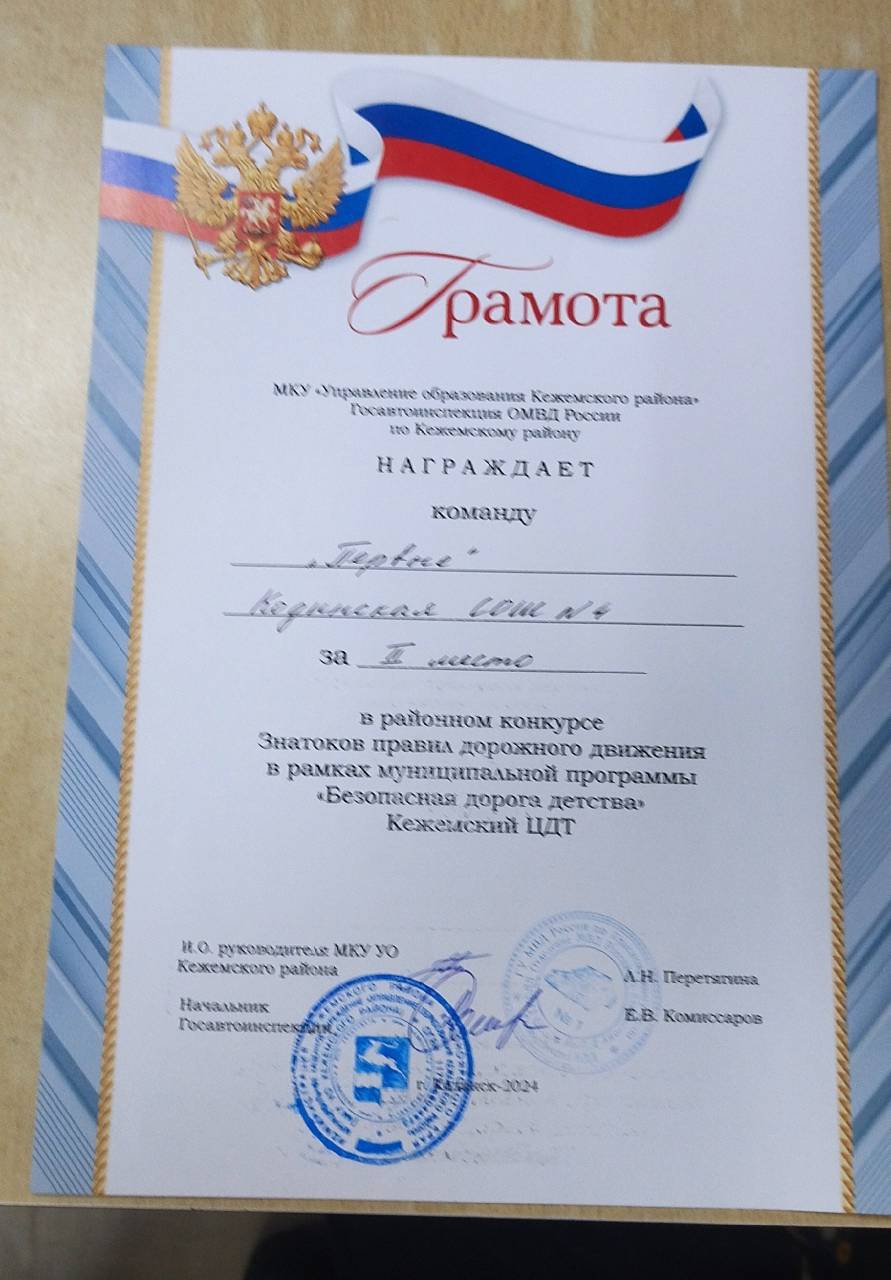 Грамота
МКУ «Управление образования Кежемского района»
Госавтоинспекция ОМВД России
по Кежемскому району
НАГРАЖДАЕТ
команду
„Первые"
Кодинская СОШ №4
за II место
в районном конкурсе
Знатоков правил дорожного движения
в рамках муниципальной программы
«Безопасная дорога детства»
Кежемский ЦДТ
И.О. руководителя МКУ УО
Кежемского района
Л.Н. Перетягина
Начальник
Госавтоинспекции
Е.В. Комиссаров
г. Кодинск-2024